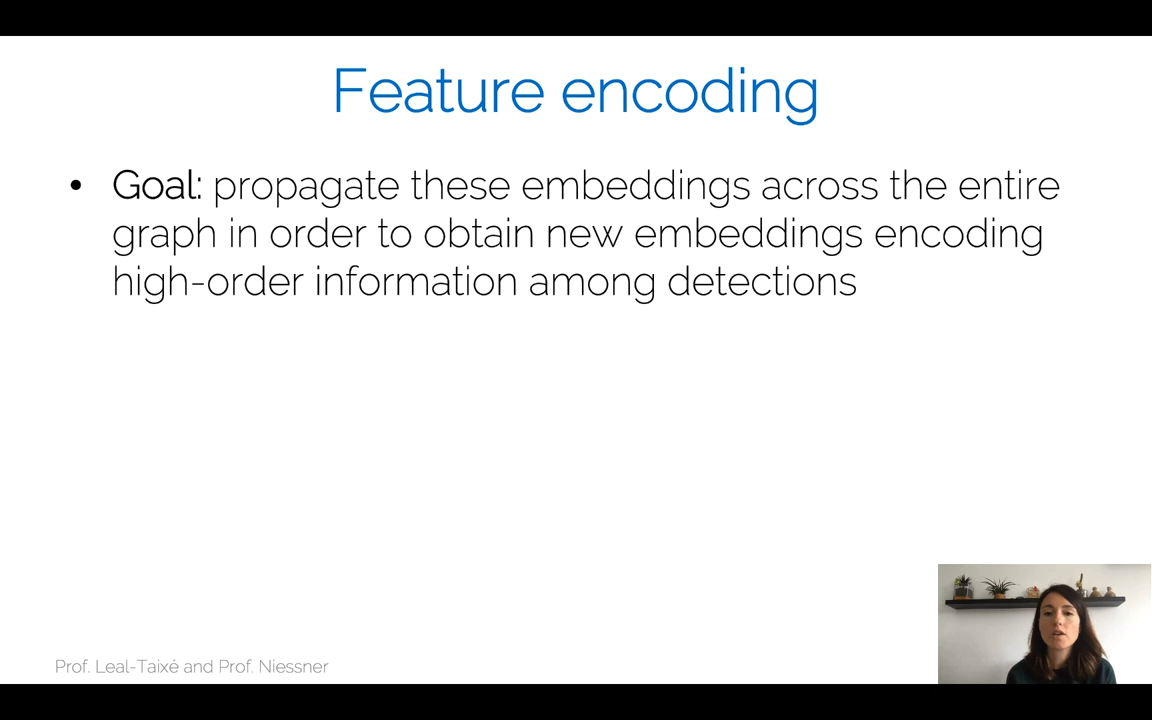 Feature encoding
• Goal: propagate these embeddings across the entire
graph in order to obtain new embeddings encoding
high-order information among detections
Prof. Leal-Taixé and Prof. Niessner